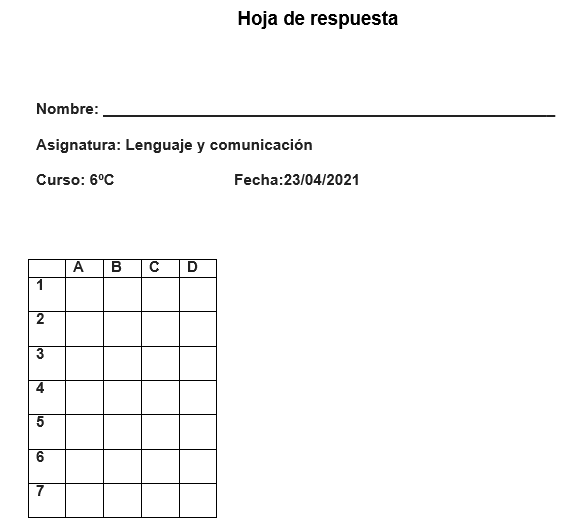 Hoja de respuesta
Nombre:
Asignatura: Lenguaje y comunicación
Curso: 6ºC Fecha:23/04/2021
A B C D
1
2
3
4
5
6
7